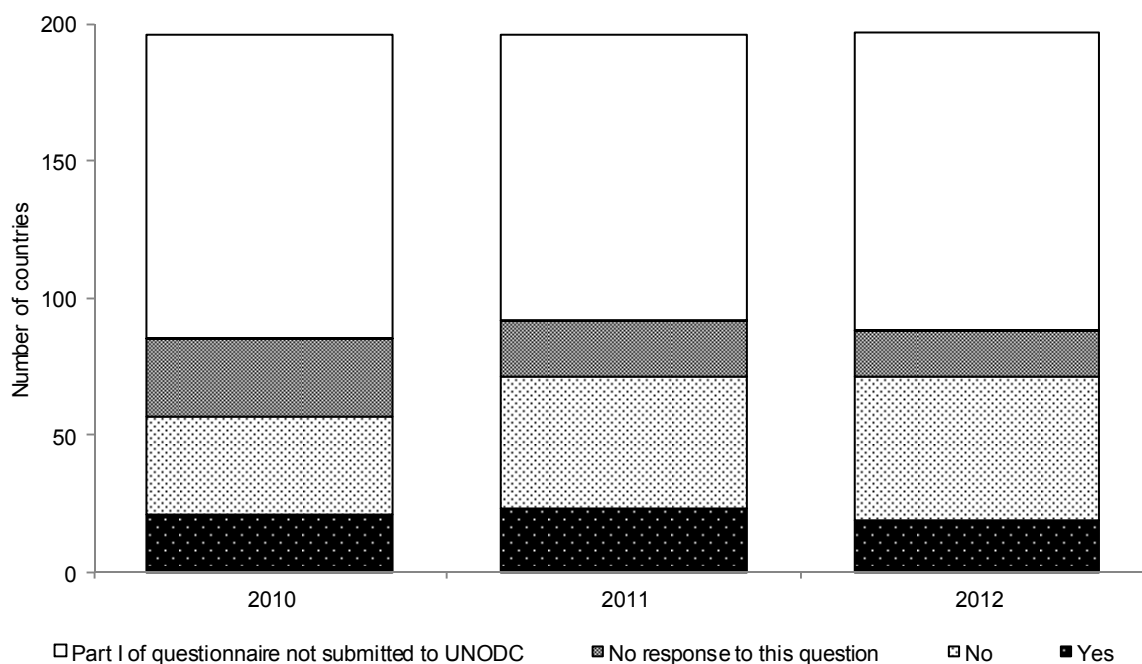 200
150
100
50
0
Number of countries
2010 2011 2012
Part I of questionnaire not submitted to UNODC No response to this question No Yes